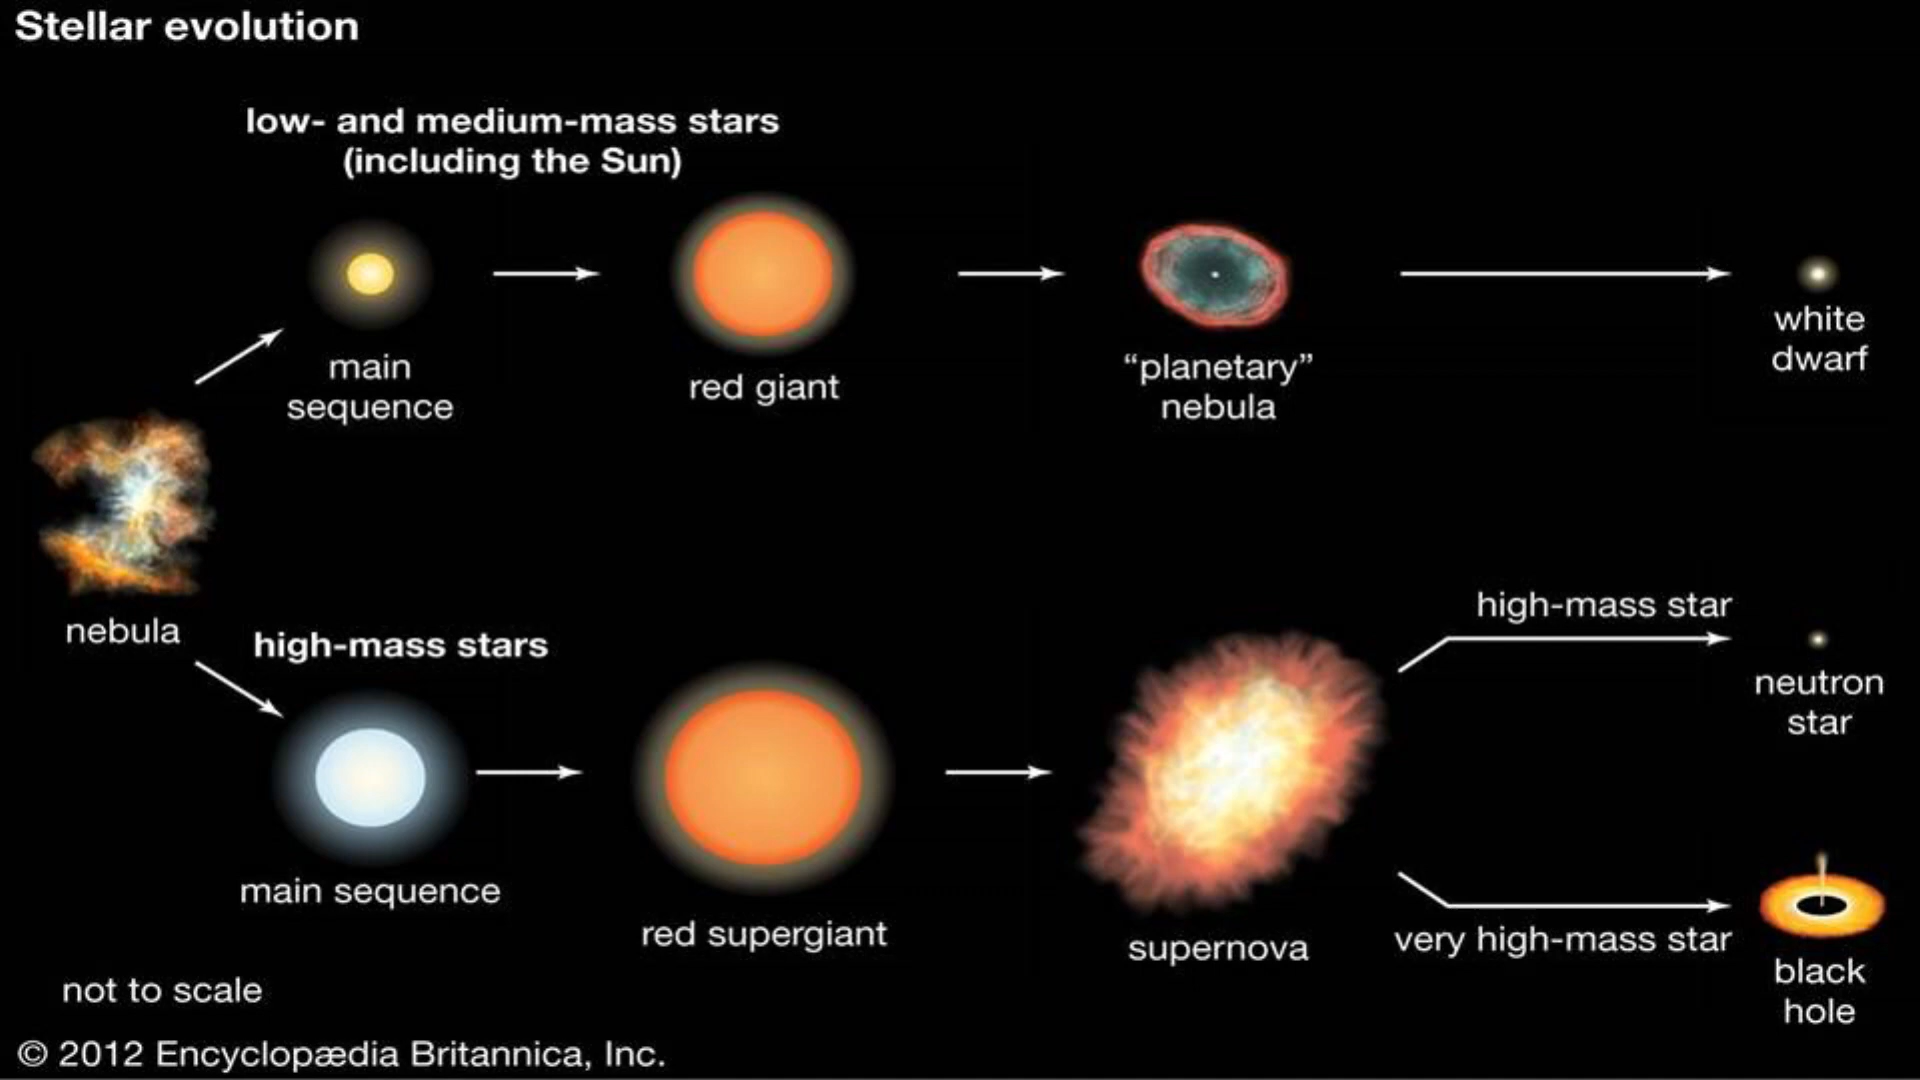 Stellar evolution
low- and medium-mass stars
(including the Sun)
main
sequence
red giant
“planetary”
nebula
white
dwarf
nebula
high-mass stars
main sequence
red supergiant
supernova
high-mass star
neutron
star
very high-mass star
black
hole
not to scale
© 2012 Encyclopædia Britannica, Inc.